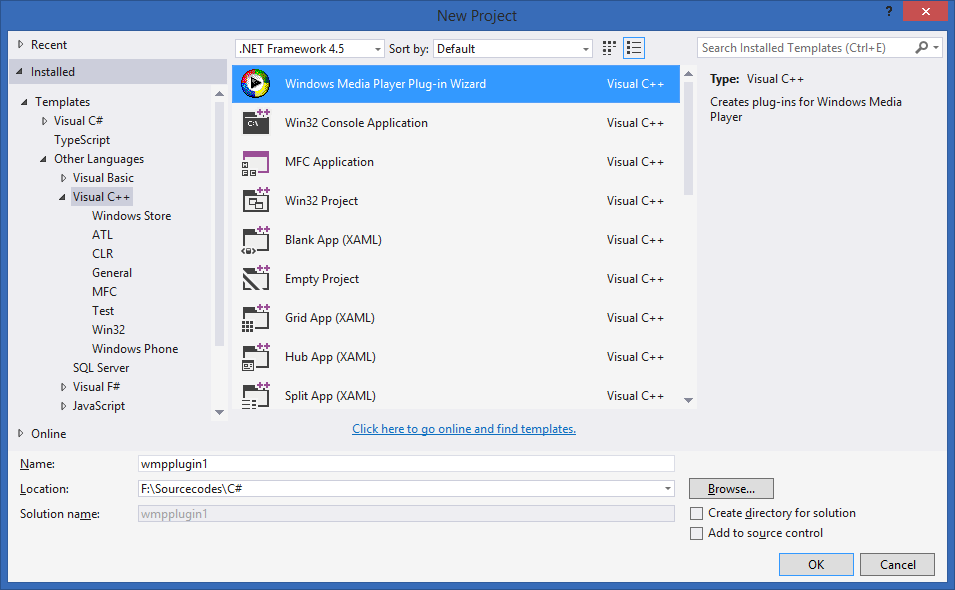 New Project
?
Recent
Installed
Templates
Visual C#
TypeScript
Other Languages
Visual Basic
Visual C++
Windows Store
ATL
CLR
General
MFC
Test
Win32
Windows Phone
SQL Server
Visual F#
JavaScript
Online
.NET Framework 4.5 Sort by: Default
Windows Media Player Plug-in Wizard Visual C++
Win32 Console Application Visual C++
MFC Application Visual C++
Win32 Project Visual C++
Blank App (XAML) Visual C++
Empty Project Visual C++
Grid App (XAML) Visual C++
Hub App (XAML) Visual C++
Split App (XAML) Visual C++
Click here to go online and find templates.
Search Installed Templates (Ctrl+E)
Type: Visual C++
Creates plug-ins for Windows Media
Player
Name: wmpplugin1
Location: F:\Sourcecodes\C# Browse...
Solution name: wmpplugin1
Create directory for solution
Add to source control
OK Cancel